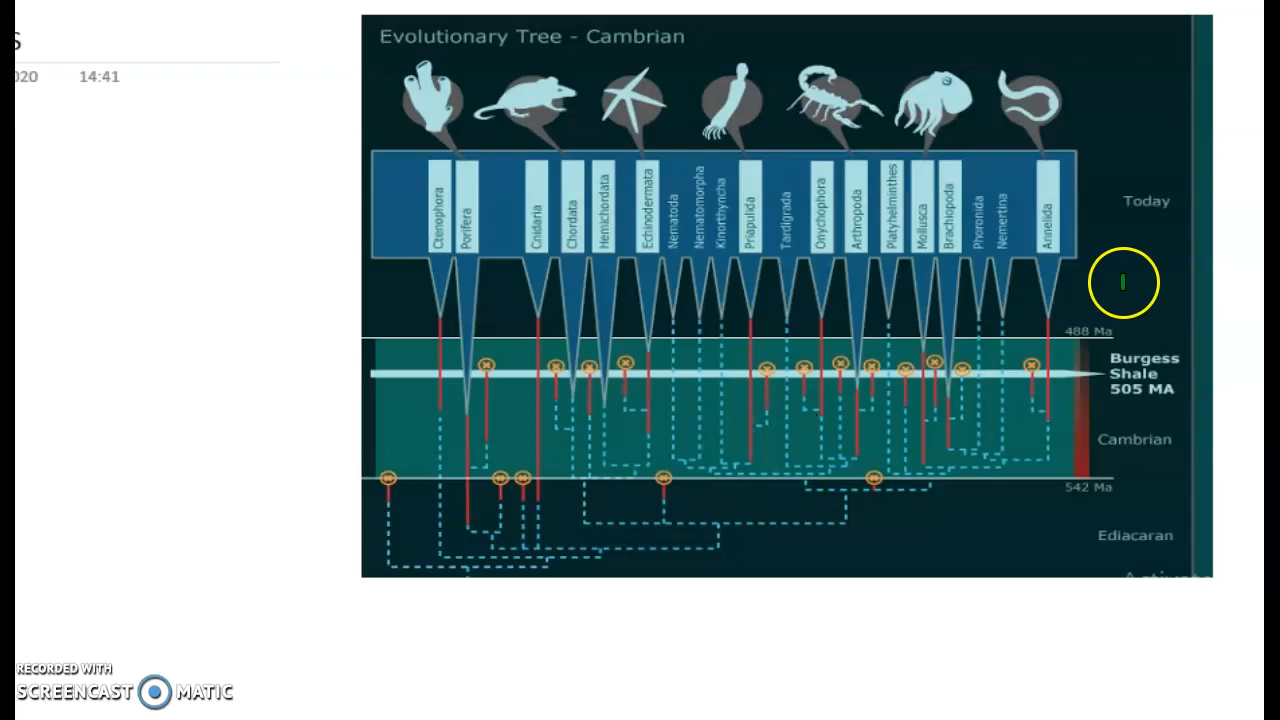 S
020 14:41
Evolutionary Tree - Cambrian
Ctenophora
Porifera
Cnidaria
Chordata
Hemichordata
Echinodermata
Nematoda
Nematomorpha
Kinorthyncha
Priapulida
Tardigrada
Onychophora
Arthropoda
Platyhelminthes
Mollusca
Brachiopoda
Phoronida
Nemertina
Annelida
Today
488 Ma
Burgess
Shale
505 MA
Cambrian
542 Ma
Ediacaran
RECORDED WITH
SCREENCAST MATIC